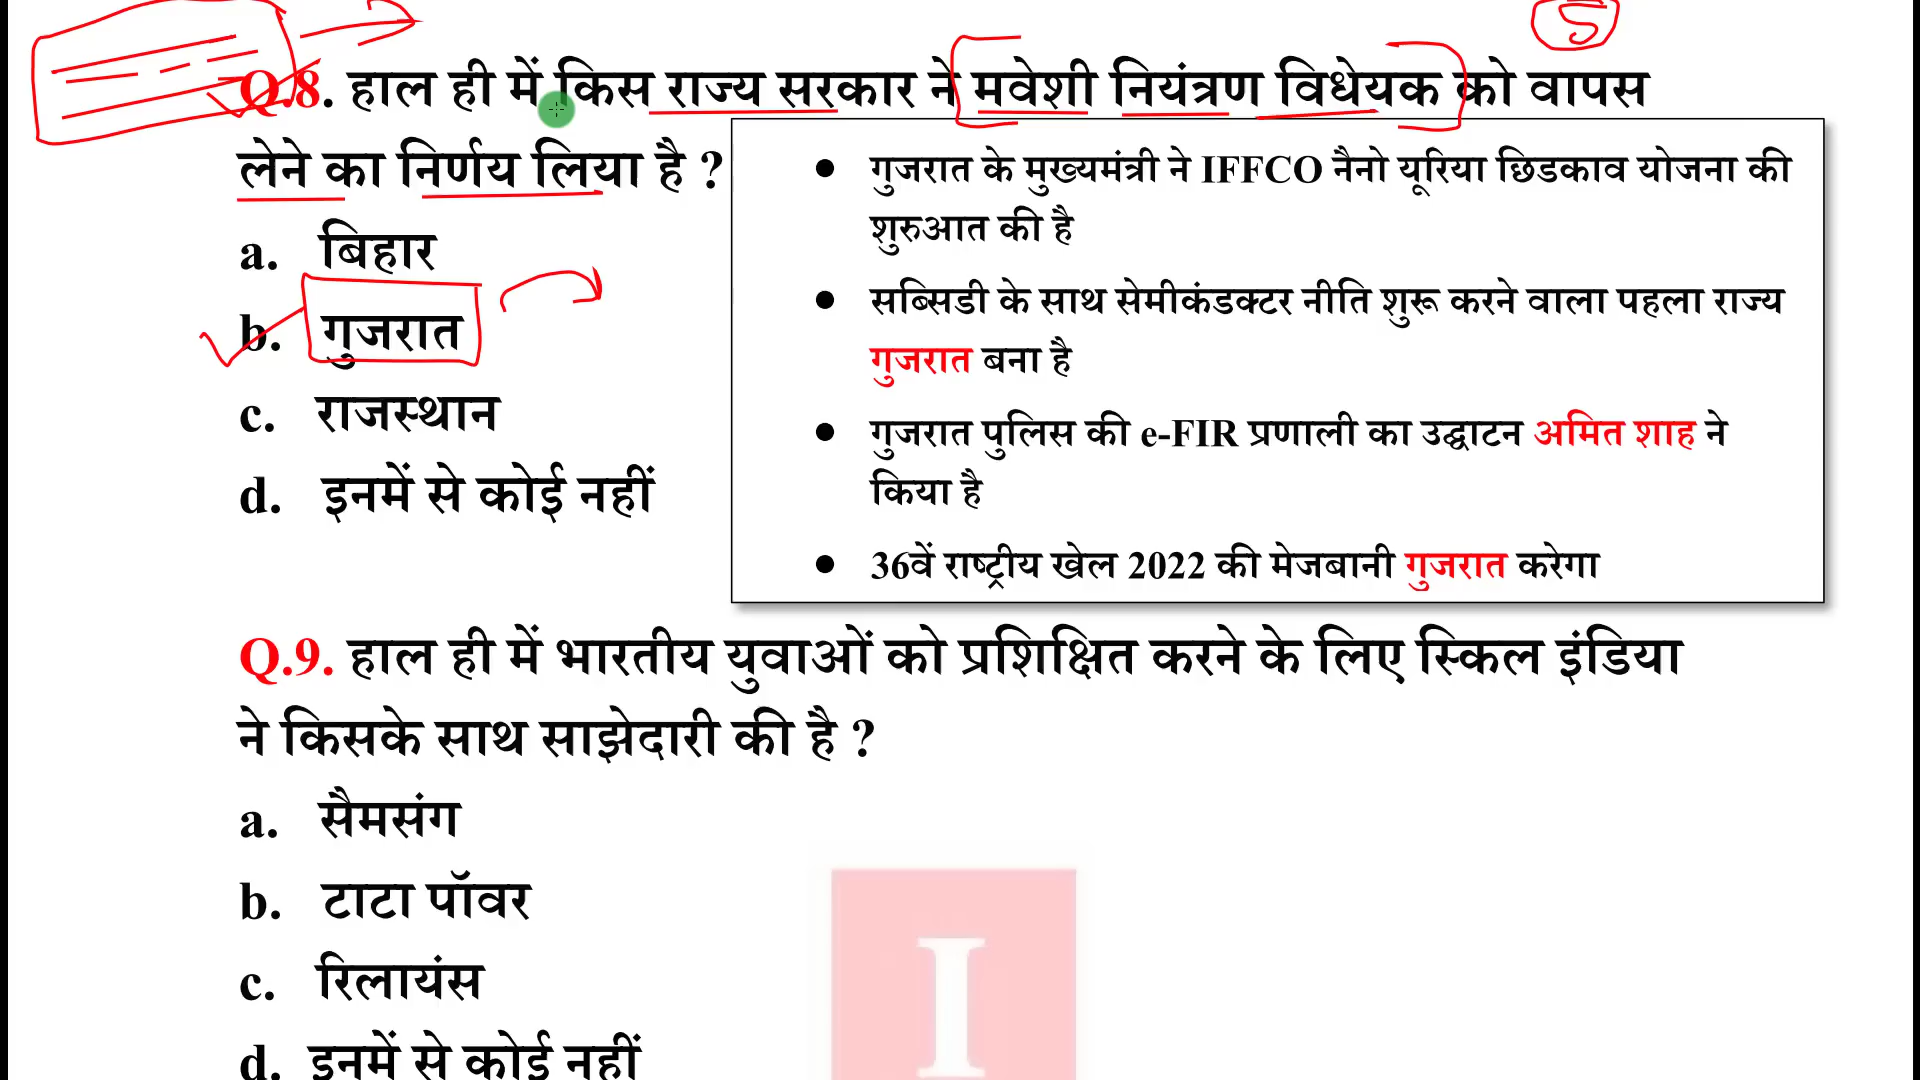 5
Q.8. हाल ही में किस राज्य सरकार ने मवेशी नियंत्रण विधेयक को वापस
लेने का निर्णय लिया है ?
a. बिहार
b. गुजरात
c. राजस्थान
d. इनमें से कोई नहीं
● गुजरात के मुख्यमंत्री ने IFFCO नैनो यूरिया छिडकाव योजना की
शुरुआत की है
● सब्सिडी के साथ सेमीकंडक्टर नीति शुरू करने वाला पहला राज्य
गुजरात बना है
● गुजरात पुलिस की e-FIR प्रणाली का उद्घाटन अमित शाह ने
किया है
● 36वें राष्ट्रीय खेल 2022 की मेजबानी गुजरात करेगा
Q.9. हाल ही में भारतीय युवाओं को प्रशिक्षित करने के लिए स्किल इंडिया
ने किसके साथ साझेदारी की है ?
a. सैमसंग
b. टाटा पॉवर
c. रिलायंस
d. इनमें से कोई नहीं
I